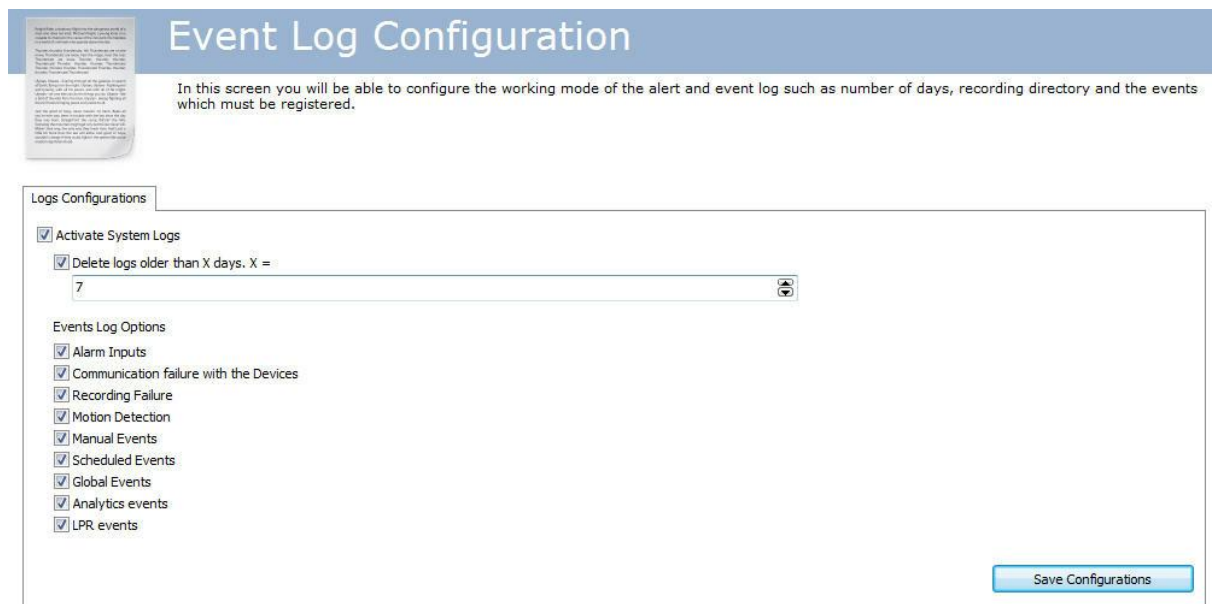 Event Log Configuration
In this screen you will be able to configure the working mode of the alert and event log such as number of days, recording directory and the events
which must be registered.
Logs Configurations
Activate System Logs
Delete logs older than X days. X =
7
Events Log Options
Alarm Inputs
Communication failure with the Devices
Recording Failure
Motion Detection
Manual Events
Scheduled Events
Global Events
Analytics events
LPR events
Save Configurations